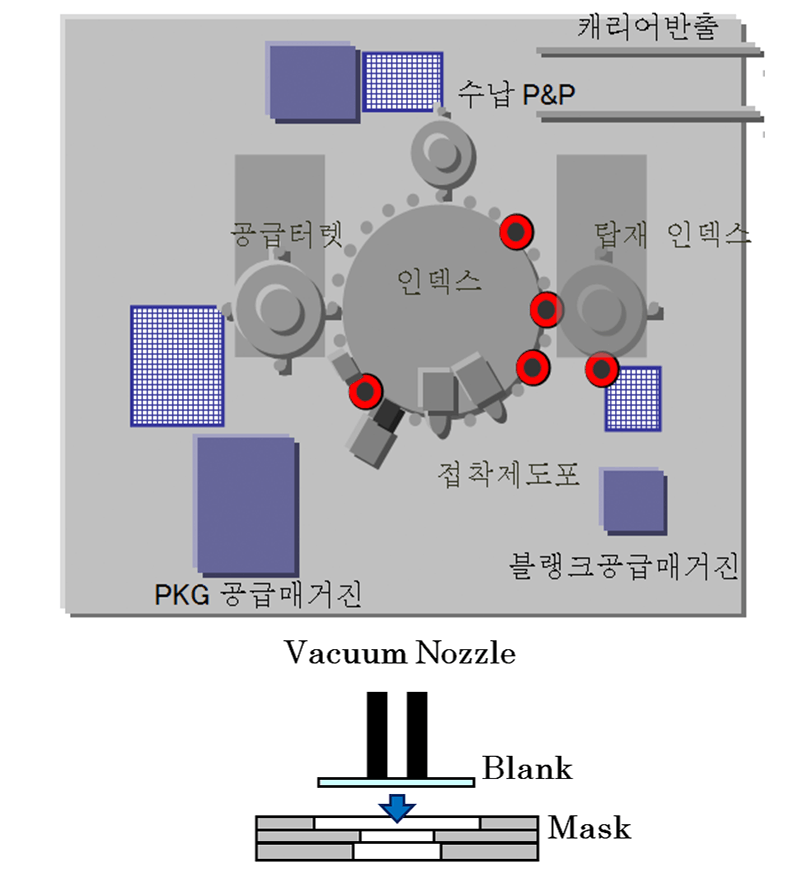 캐리어반출
수납 P&P
공급터렛
탑재 인덱스
인덱스
접착제도포
블랭크공급매거진
PKG 공급매거진
Vacuum Nozzle
Blank
Mask